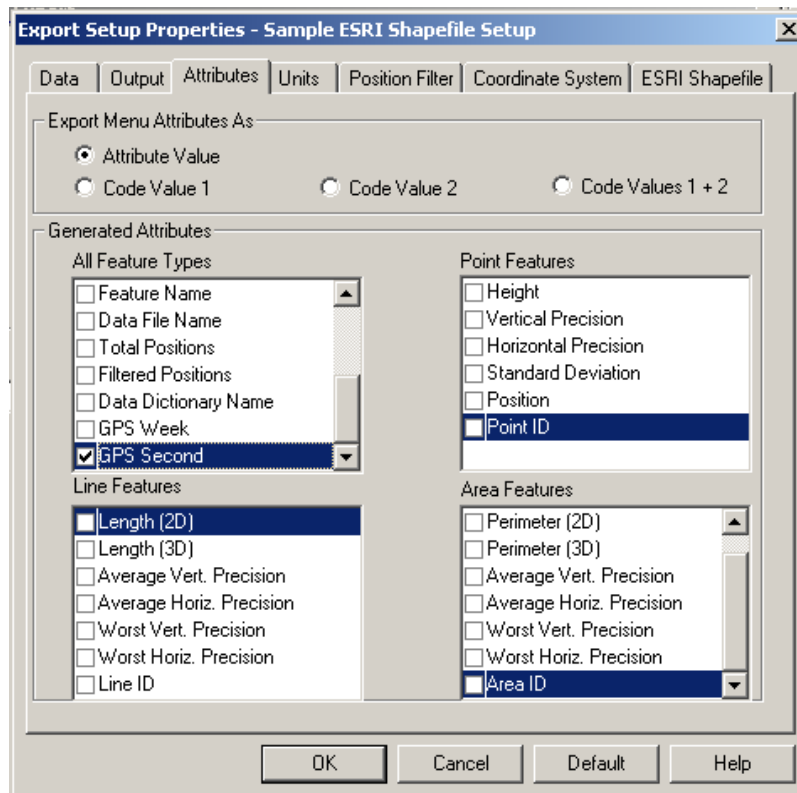 Export Setup Properties - Sample ESRI Shapefile Setup
Data Output Attributes Units Position Filter Coordinate System ESRI Shapefile
Export Menu Attributes As
Attribute Value
Code Value 1 Code Value 2 Code Values 1 + 2
Generated Attributes
All Feature Types
Feature Name
Data File Name
Total Positions
Filtered Positions
Data Dictionary Name
GPS Week
GPS Second
Point Features
Height
Vertical Precision
Horizontal Precision
Standard Deviation
Position
Point ID
Line Features
Length (2D)
Length (3D)
Average Vert. Precision
Average Horiz. Precision
Worst Vert. Precision
Worst Horiz. Precision
Line ID
Area Features
Perimeter (2D)
Perimeter (3D)
Average Vert. Precision
Average Horiz. Precision
Worst Vert. Precision
Worst Horiz. Precision
Area ID
OK Cancel Default Help